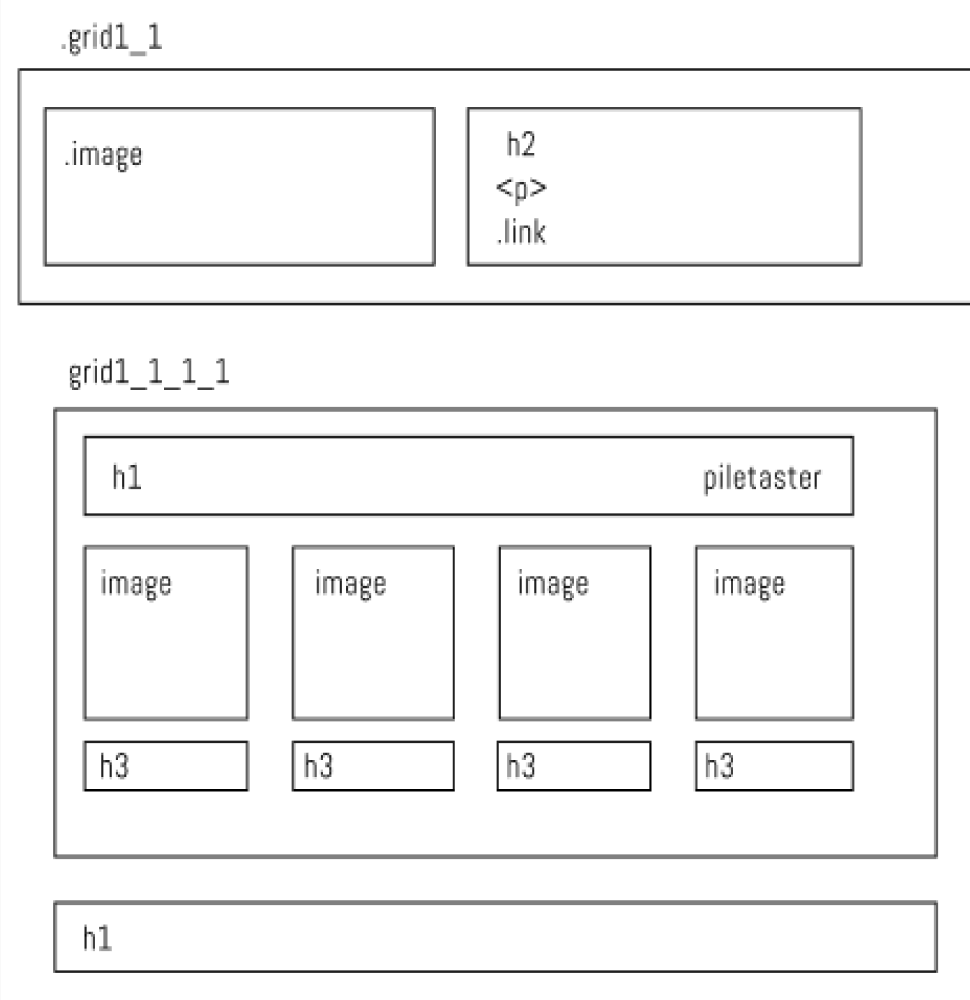 .grid1_1
.image
h2
<p>
.link
grid1_1_1_1
h1 piletaster
image image image image
h3 h3 h3 h3
h1